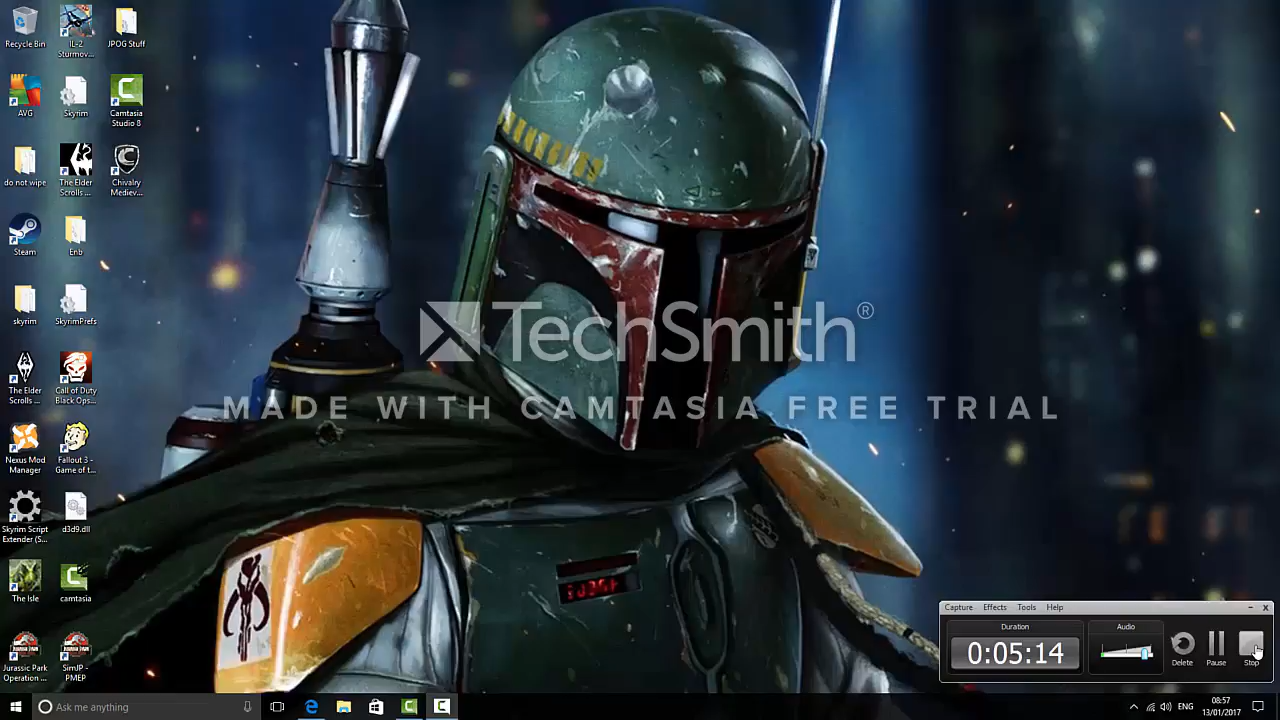 Recycle Bin
IL-2
Sturmov...
JPOG Stuff
AVG
Skyrim
Camtasia
Studio 8
do not wipe
The Elder
Scrolls ...
Chivalry
Mediev...
Steam
Enb
skyrim
SkyrimPrefs
The Elder
Scrolls ...
Call of Duty
Black Ops...
Nexus Mod
Manager
Fallout 3 -
Game of t...
Skyrim Script
Extender (S...
d3d9.dll
The Isle
camtasia
Jurassic Park
Operation ...
SimJP -
PMEP
TechSmith®
MADE WITH CAMTASIA FREE TRIAL
Capture Effects Tools Help
Duration
Audio
0:05:14
Delete
Pause
Stop
Ask me anything
ENG
08:57
13/01/2017